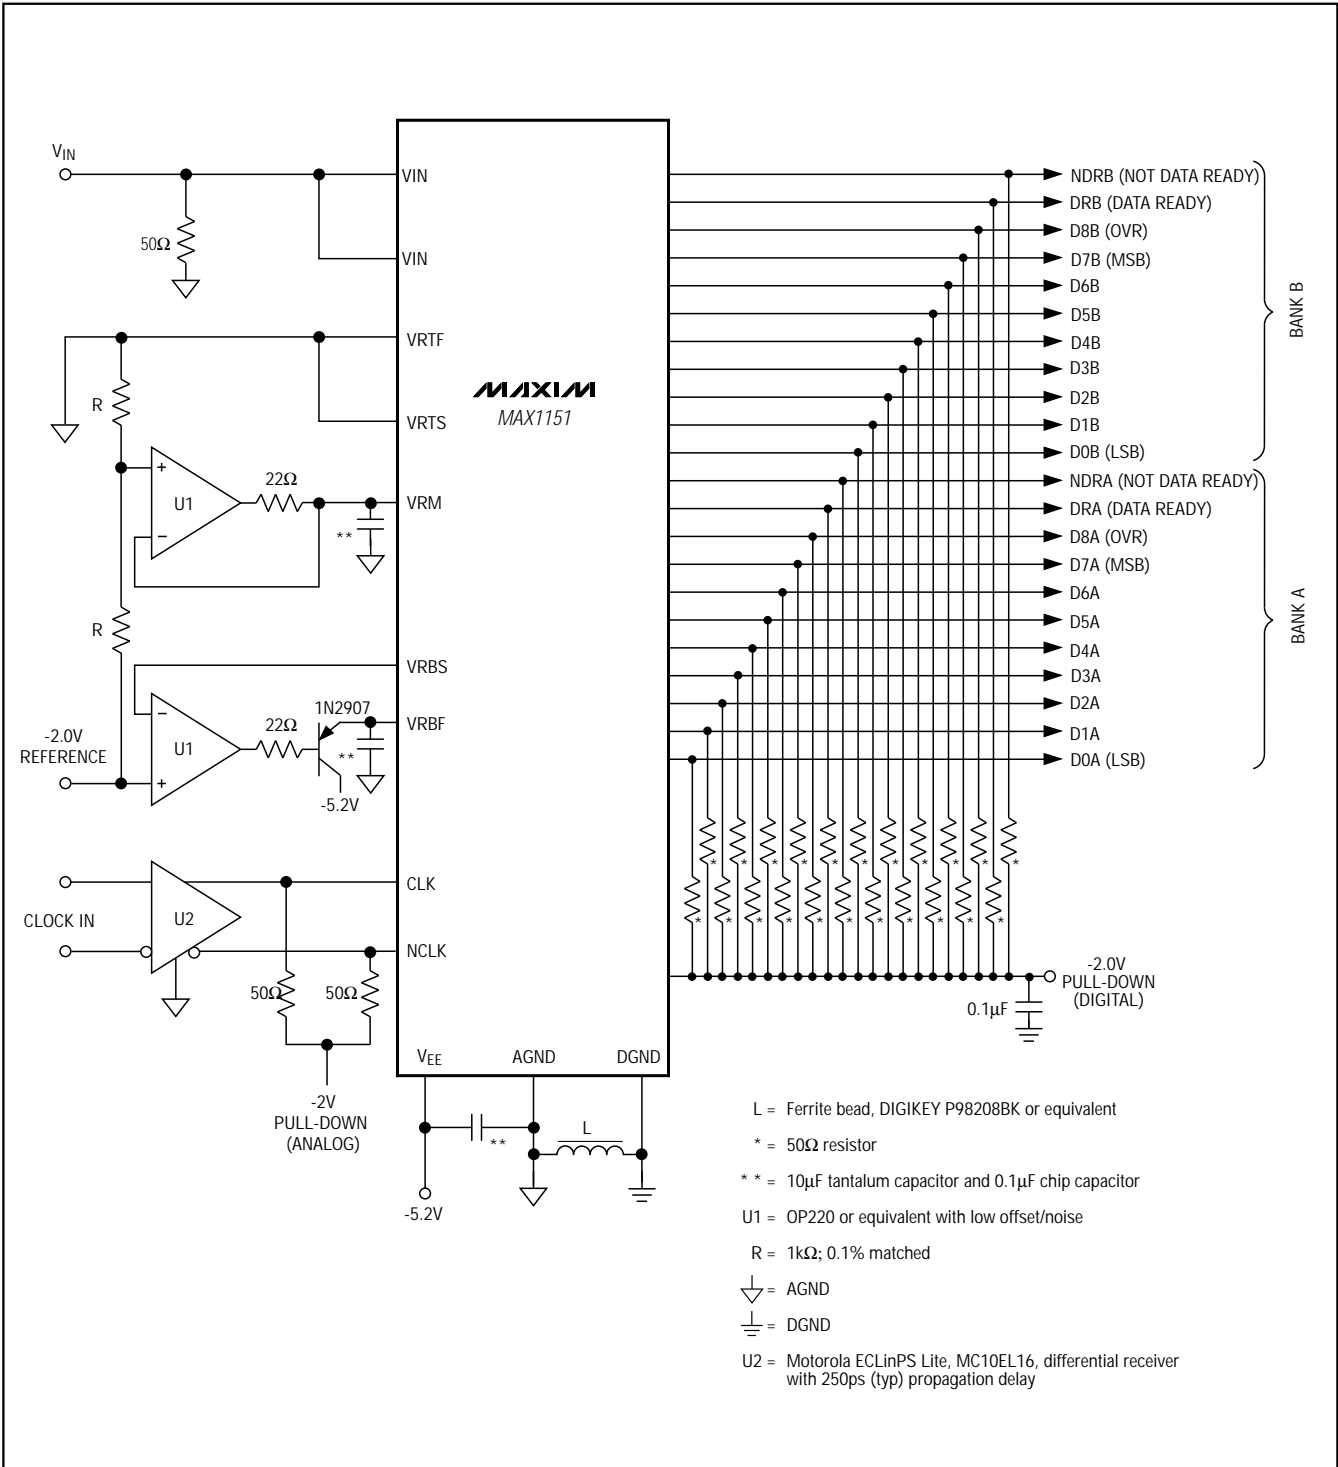 VIN
50Ω
VIN
VIN
VRTF
VRTS
R
+
-
U1
22Ω
VRM
**
R
VRBS
1N2907
VRBF
-
+
U1
22Ω
**
-5.2V
-2.0V
REFERENCE
CLOCK IN
U2
CLK
NCLK
50Ω
50Ω
-2V
PULL-DOWN
(ANALOG)
MAXIM
MAX1151
VEE
AGND
DGND
**
L
-5.2V
NDRB (NOT DATA READY)
DRB (DATA READY)
D8B (OVR)
D7B (MSB)
D6B
D5B
D4B
D3B
D2B
D1B
D0B (LSB)
BANK B
NDRA (NOT DATA READY)
DRA (DATA READY)
D8A (OVR)
D7A (MSB)
D6A
D5A
D4A
D3A
D2A
D1A
D0A (LSB)
BANK A
* * * * * * * * * * *
* * * * * * * * * * *
-2.0V
PULL-DOWN
(DIGITAL)
0.1µF
L = Ferrite bead, DIGIKEY P98208BK or equivalent
* = 50Ω resistor
* * = 10µF tantalum capacitor and 0.1µF chip capacitor
U1 = OP220 or equivalent with low offset/noise
R = 1kΩ; 0.1% matched
= AGND
= DGND
U2 = Motorola ECLinPS Lite, MC10EL16, differential receiver
with 250ps (typ) propagation delay